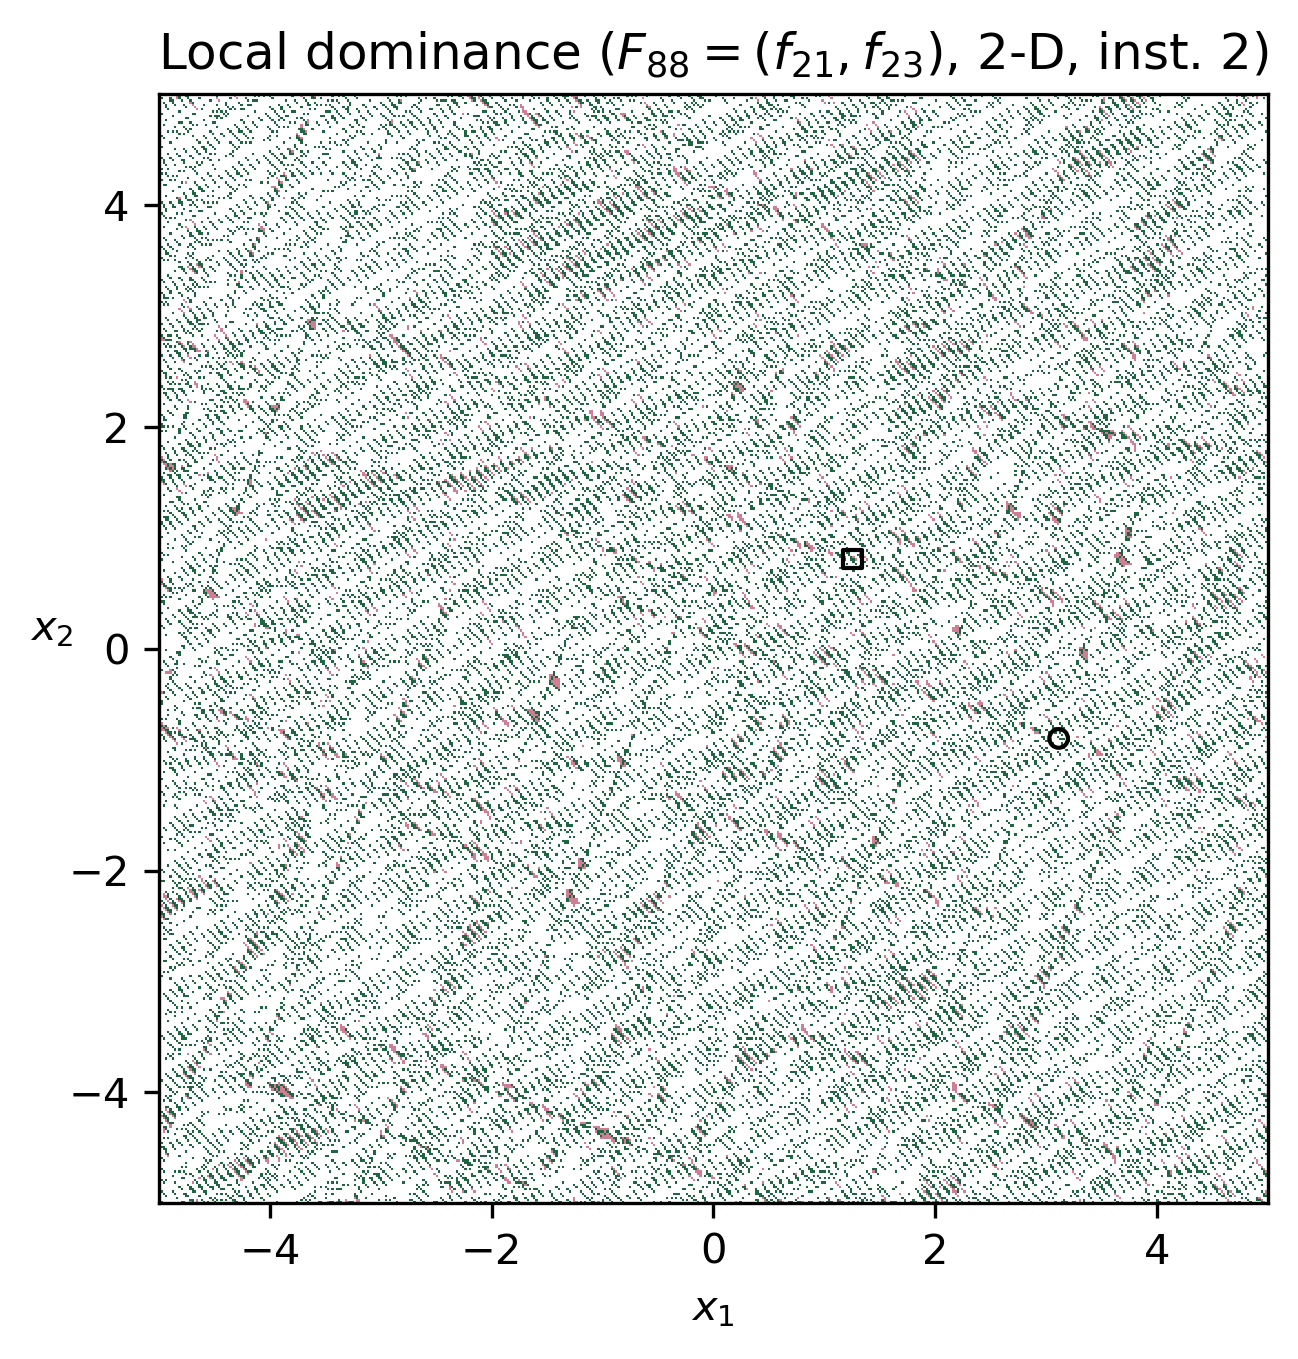 Local dominance (F₈₈ = (f₂₁, f₂₃), 2-D, inst. 2)
4
2
0
−2
−4
x₂
−4 −2 0 2 4
x₁